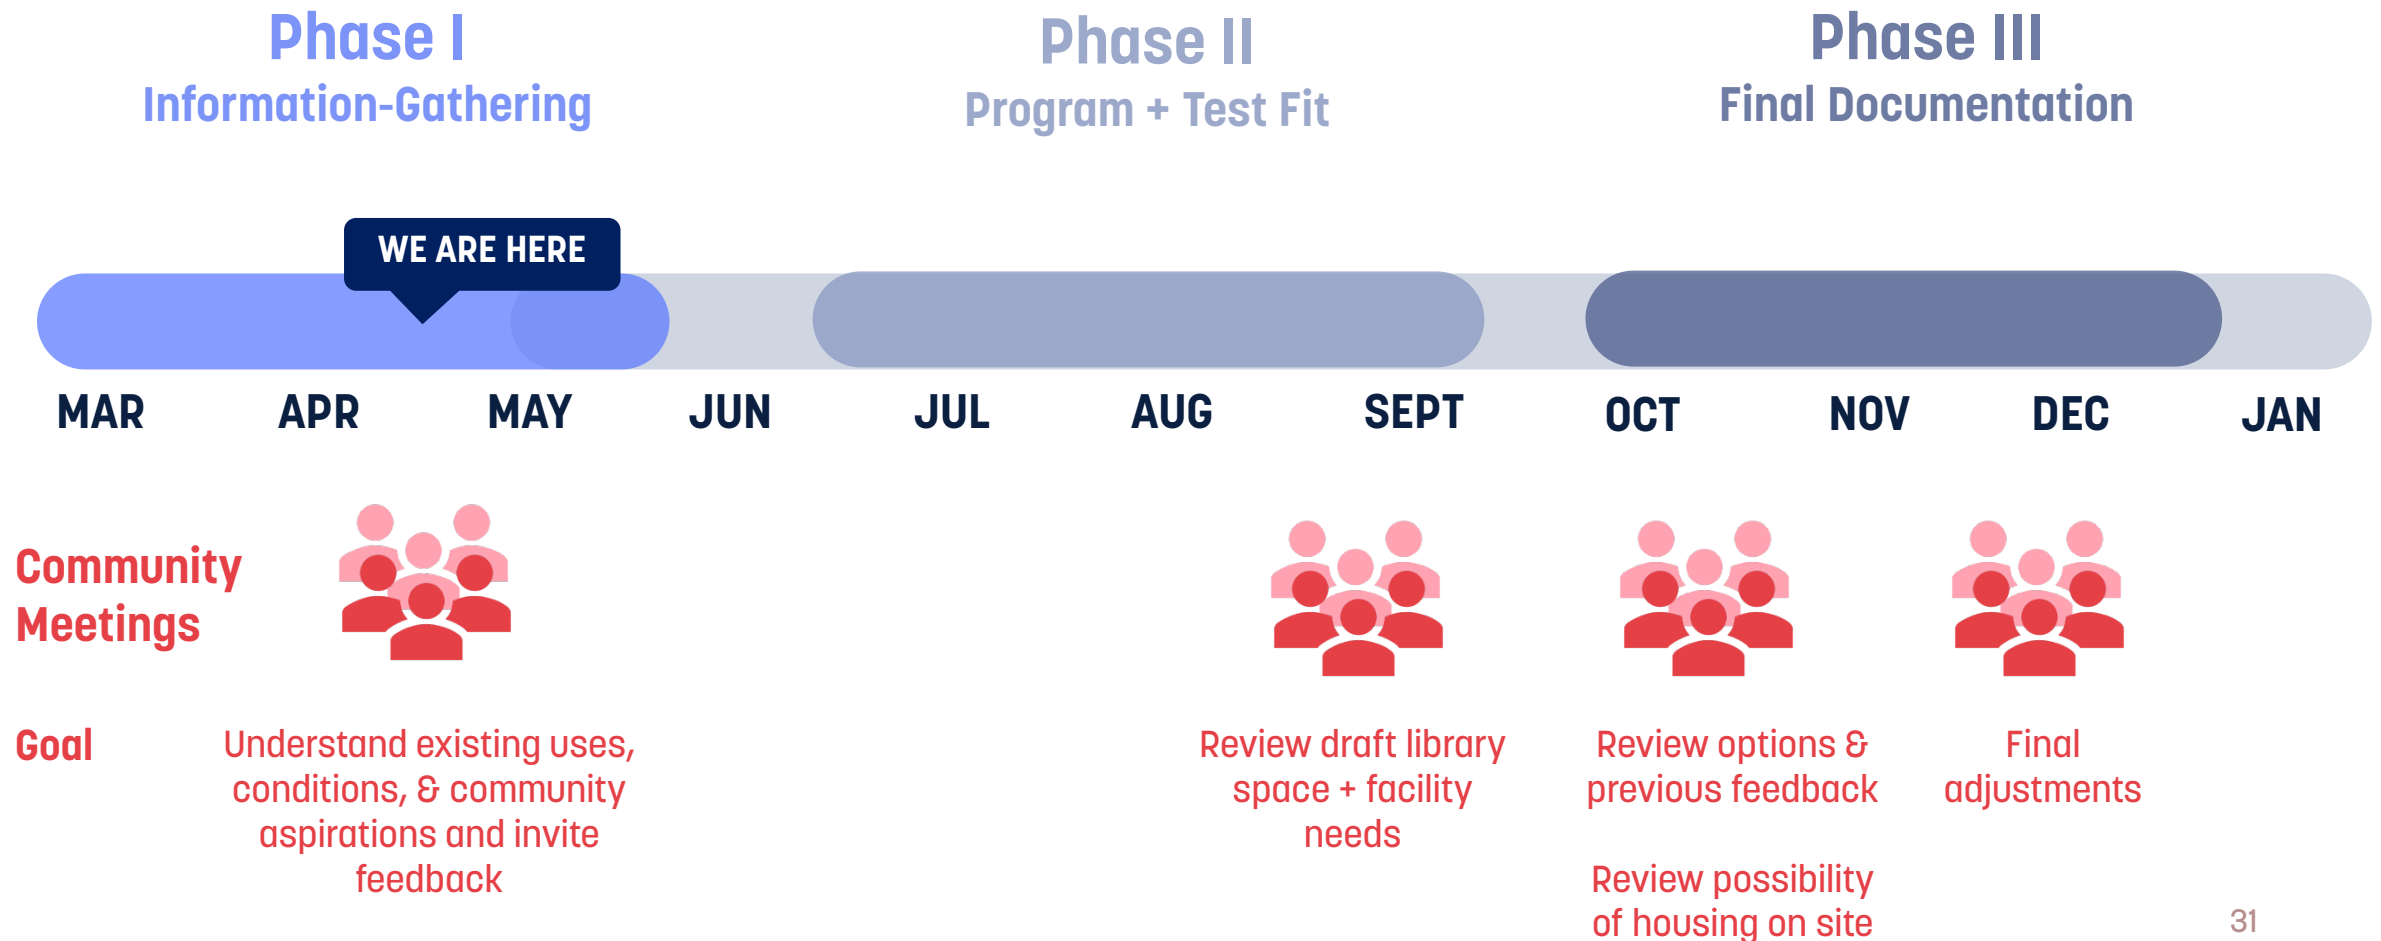 Phase I
Information-Gathering
Phase II
Program + Test Fit
Phase III
Final Documentation
WE ARE HERE
MAR APR MAY JUN JUL AUG SEPT OCT NOV DEC JAN
Community
Meetings
Goal
Understand existing uses,
conditions, & community
aspirations and invite
feedback
Review draft library
space + facility
needs
Review options &
previous feedback
Review possibility
of housing on site
Final
adjustments
31